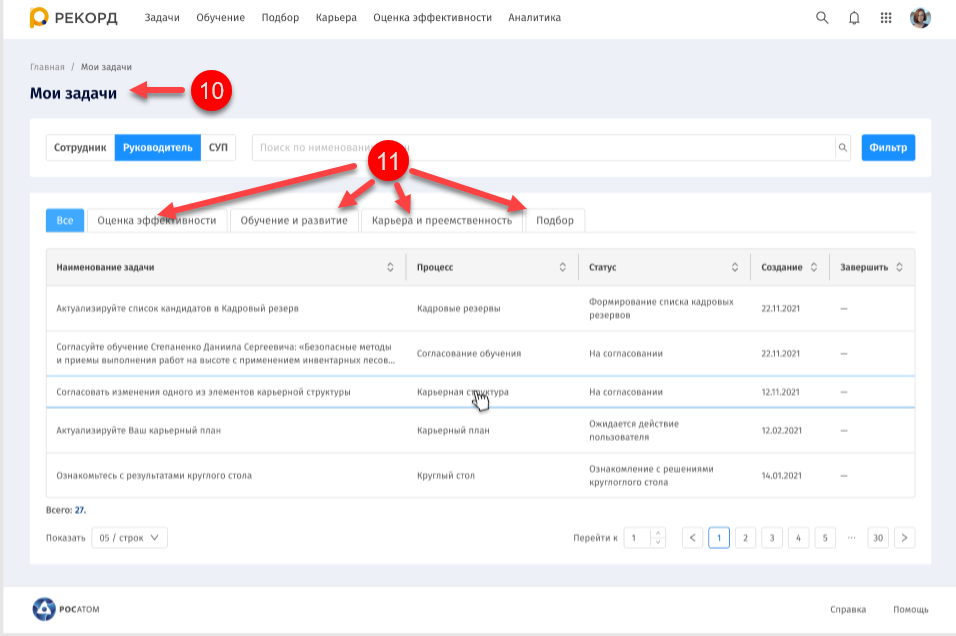 РЕКОРД Задачи Обучение Подбор Карьера Оценка эффективности Аналитика
Главная / Мои задачи
Мои задачи
10
Сотрудник Руководитель СУП Поиск по наименованию Фильтр
11
Все Оценка эффективности Обучение и развитие Карьера и преемственность Подбор
Наименование задачи Процесс Статус Создание Завершить
Актуализируйте список кандидатов в Кадровый резерв Кадровые резервы Формирование списка кадровых резервов 22.11.2021 —
Согласуйте обучение Степаненко Даниила Сергеевича: «Безопасные методы
и приемы выполнения работ на высоте с применением инвентарных лесов... Согласование обучения На согласовании 22.11.2021 —
Согласовать изменения одного из элементов карьерной структуры Карьерная структура На согласовании 12.11.2021 —
Актуализируйте Ваш карьерный план Карьерный план Ожидается действие пользователя 12.02.2021 —
Ознакомьтесь с результатами круглого стола Круглый стол Ознакомление с решениями круглоглого стола 14.01.2021 —
Всего: 27.
Показать 05 / строк Перейти к 1 < 1 2 3 4 5 ... 30 >
РОСАТОМ Справка Помощь